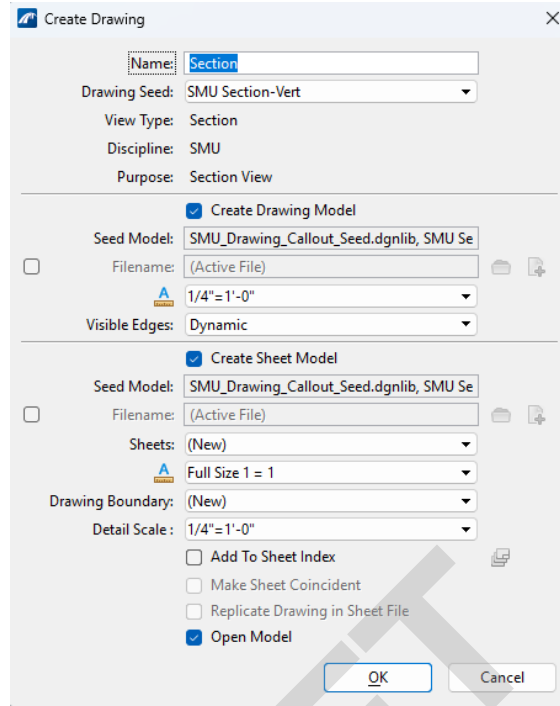 Create Drawing
Name: Section
Drawing Seed: SMU Section-Vert
View Type: Section
Discipline: SMU
Purpose: Section View
Create Drawing Model
Seed Model: SMU_Drawing_Callout_Seed.dgnlib, SMU Se
Filename: (Active File)
A 1/4"=1'-0"
Visible Edges: Dynamic
Create Sheet Model
Seed Model: SMU_Drawing_Callout_Seed.dgnlib, SMU Se
Filename: (Active File)
Sheets: (New)
A Full Size 1 = 1
Drawing Boundary: (New)
Detail Scale : 1/4"=1'-0"
Add To Sheet Index
Make Sheet Coincident
Replicate Drawing in Sheet File
Open Model
OK Cancel